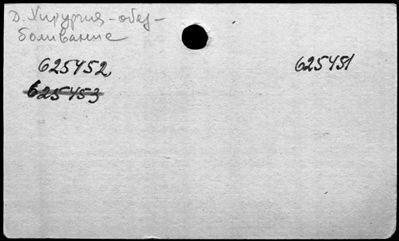 Д. Хирургия - обез-
боливание
625452, 625451
625453